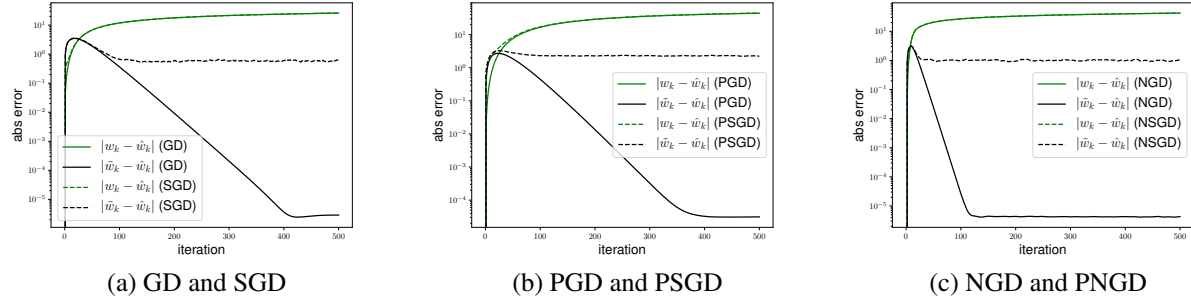 abs error
10^1
10^0
10^{-1}
10^{-2}
10^{-3}
10^{-4}
10^{-5}
|w_k − ŵ_k| (GD)
|w̃_k − ŵ_k| (GD)
|w_k − ŵ_k| (SGD)
|w̃_k − ŵ_k| (SGD)
0 100 200 300 400 500
iteration
(a) GD and SGD
abs error
10^1
10^0
10^{-1}
10^{-2}
10^{-3}
10^{-4}
|w_k − ŵ_k| (PGD)
|w̃_k − ŵ_k| (PGD)
|w_k − ŵ_k| (PSGD)
|w̃_k − ŵ_k| (PSGD)
0 100 200 300 400 500
iteration
(b) PGD and PSGD
abs error
10^1
10^0
10^{-1}
10^{-2}
10^{-3}
10^{-4}
10^{-5}
|w_k − ŵ_k| (NGD)
|w̃_k − ŵ_k| (NGD)
|w_k − ŵ_k| (NSGD)
|w̃_k − ŵ_k| (NSGD)
0 100 200 300 400 500
iteration
(c) NGD and PNGD